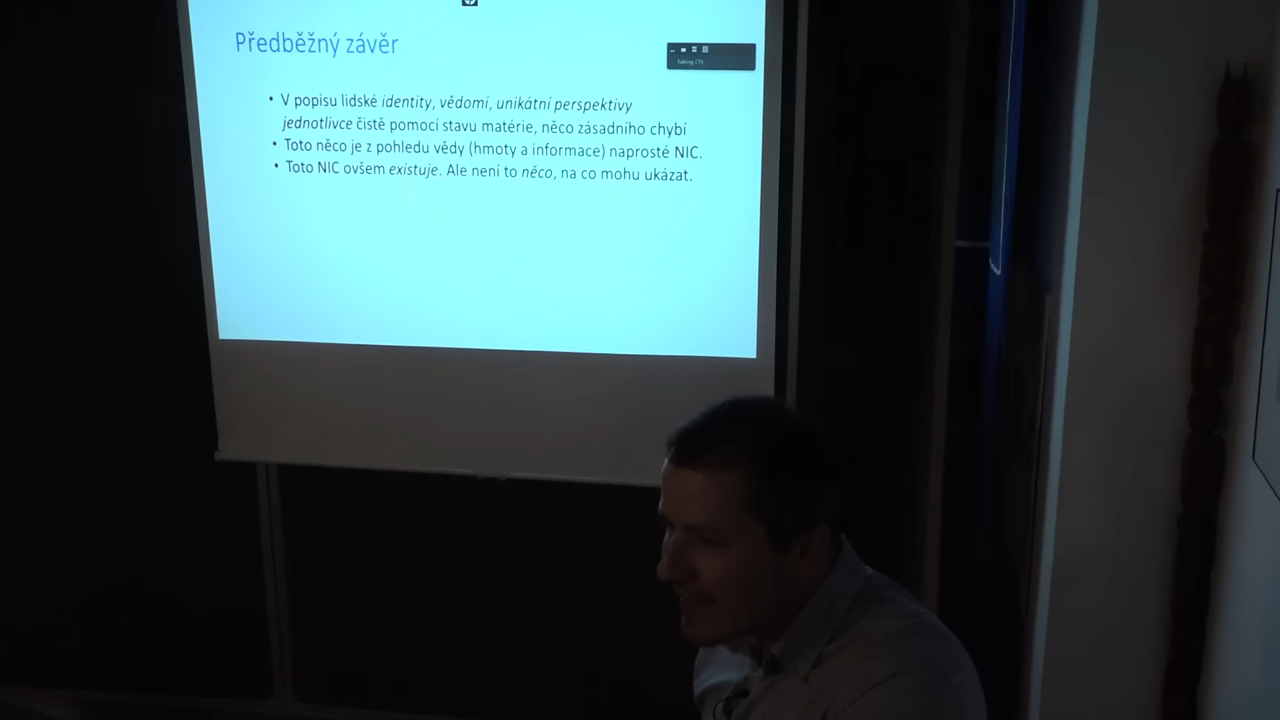 Předběžný závěr
• V popisu lidské identity, vědomí, unikátní perspektivy
jednotlivce čistě pomocí stavu matérie, něco zásadního chybí
• Toto něco je z pohledu vědy (hmoty a informace) naprosté NIC.
• Toto NIC ovšem existuje. Ale není to něco, na co mohu ukázat.
Talking